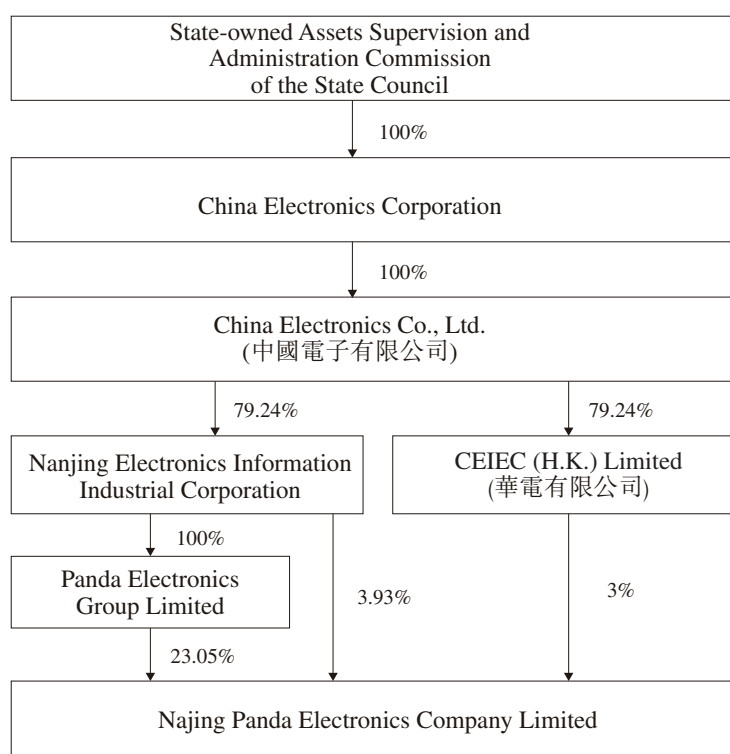 State-owned Assets Supervision and
Administration Commission
of the State Council
100%
China Electronics Corporation
100%
China Electronics Co., Ltd.
(中國電子有限公司)
79.24%
79.24%
Nanjing Electronics Information
Industrial Corporation
CEIEC (H.K.) Limited
(華電有限公司)
100%
Panda Electronics
Group Limited
3.93%
3%
23.05%
Najing Panda Electronics Company Limited